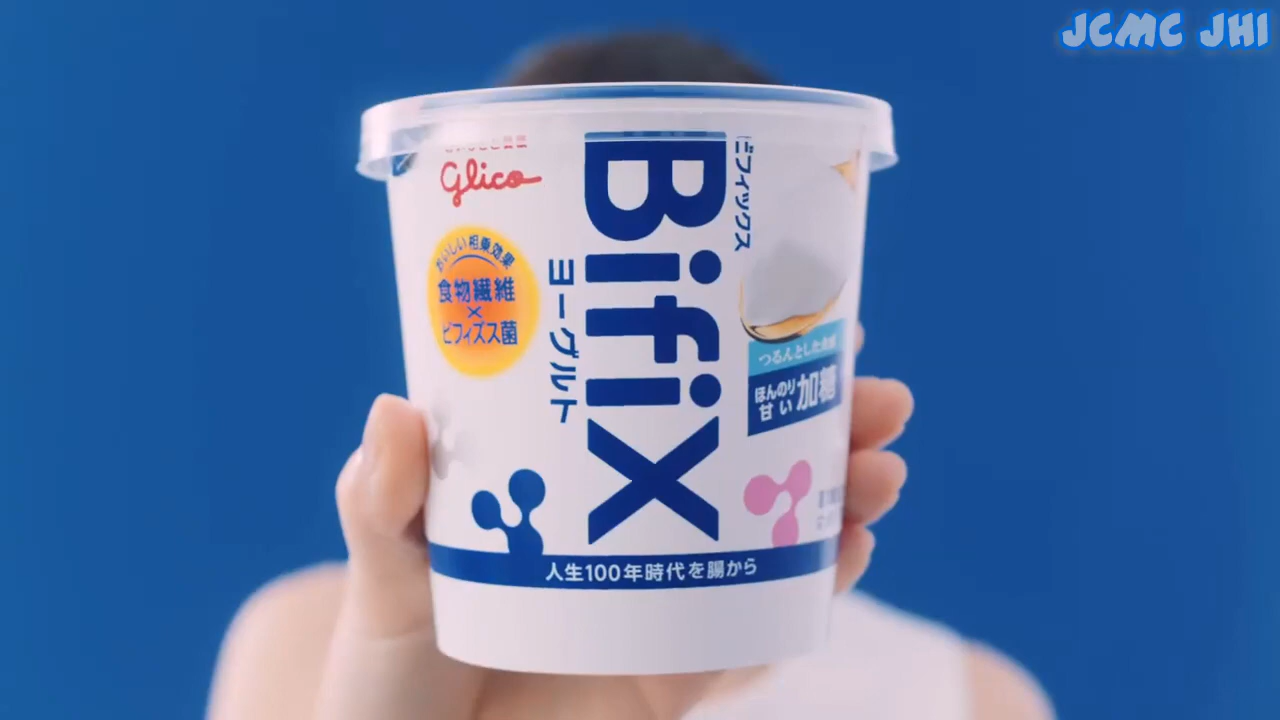 JCMC JHI
Glico
Bifix
ビフィックス
ヨーグルト
おいしい相乗効果
食物繊維
×
ビフィズス菌
つるんとした食感
ほんのり
甘い
加糖
人生100年時代を腸から